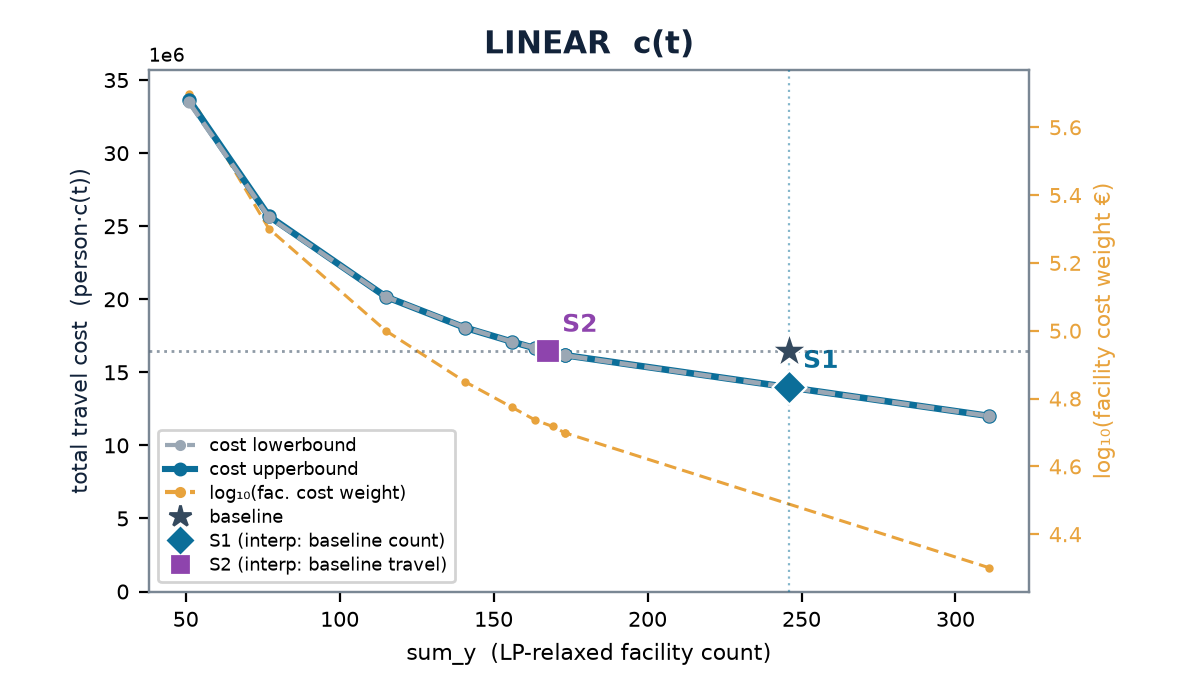 LINEAR  c(t)
1e6
35
30
25
20
15
10
5
0
total travel cost  (person·c(t))
50
100
150
200
250
300
sum_y  (LP-relaxed facility count)
5.6
5.4
5.2
5.0
4.8
4.6
4.4
log₁₀(facility cost weight €)
S2
S1
cost lowerbound
cost upperbound
log₁₀(fac. cost weight)
baseline
S1 (interp: baseline count)
S2 (interp: baseline travel)